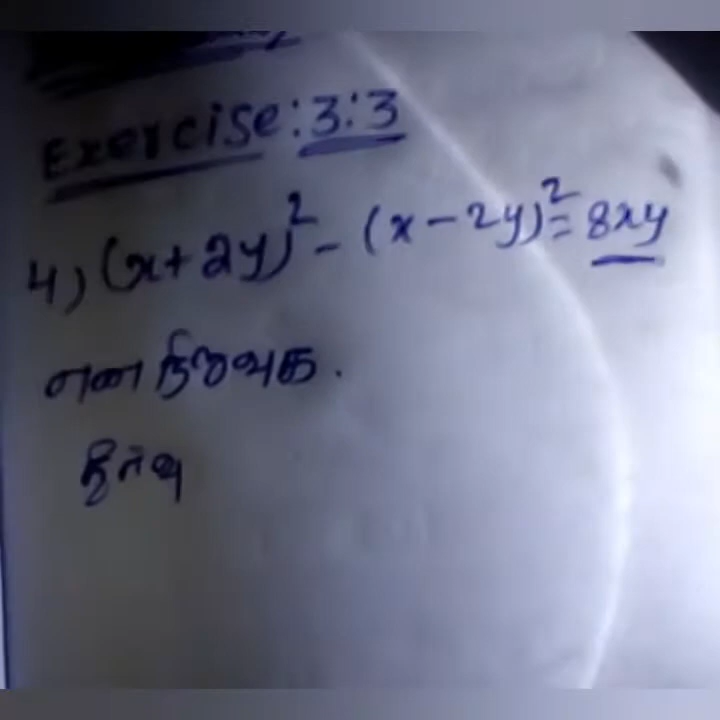 Exercise: 3:3
4) (x+2y)² - (x-2y)² = 8xy
என நிறுவுக.
தீர்வு